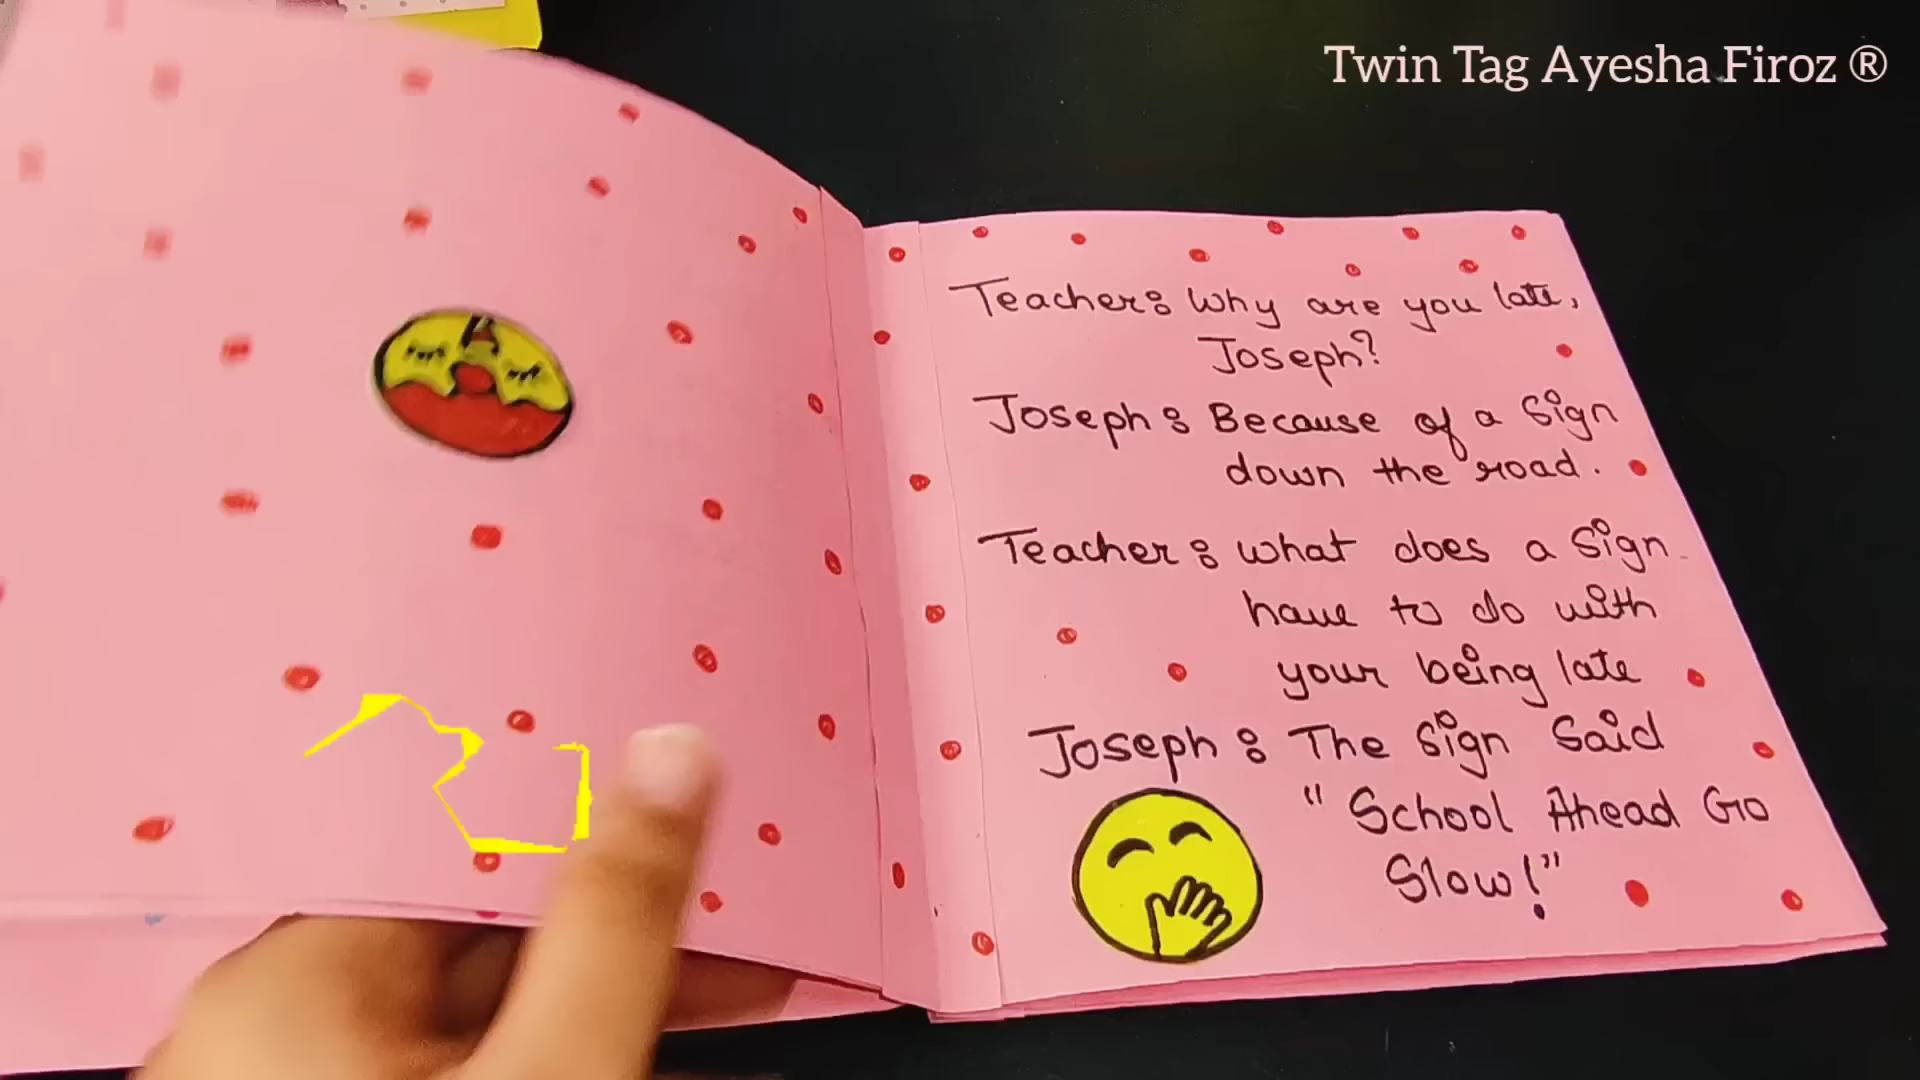 Twin Tag Ayesha Firoz ®
Teacher: Why are you late,
Joseph?
Joseph: Because of a Sign
down the road.
Teacher: what does a Sign
have to do with
your being late
Joseph: The Sign Said
"School Ahead Go
Slow!"